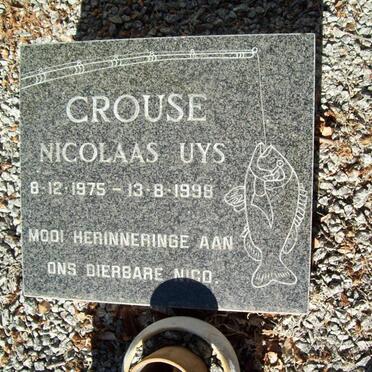 CROUSE
NICOLAAS UYS
8·12·1975 – 13·8·1998
MOOI HERINNERINGE AAN
ONS DIERBARE NICO.